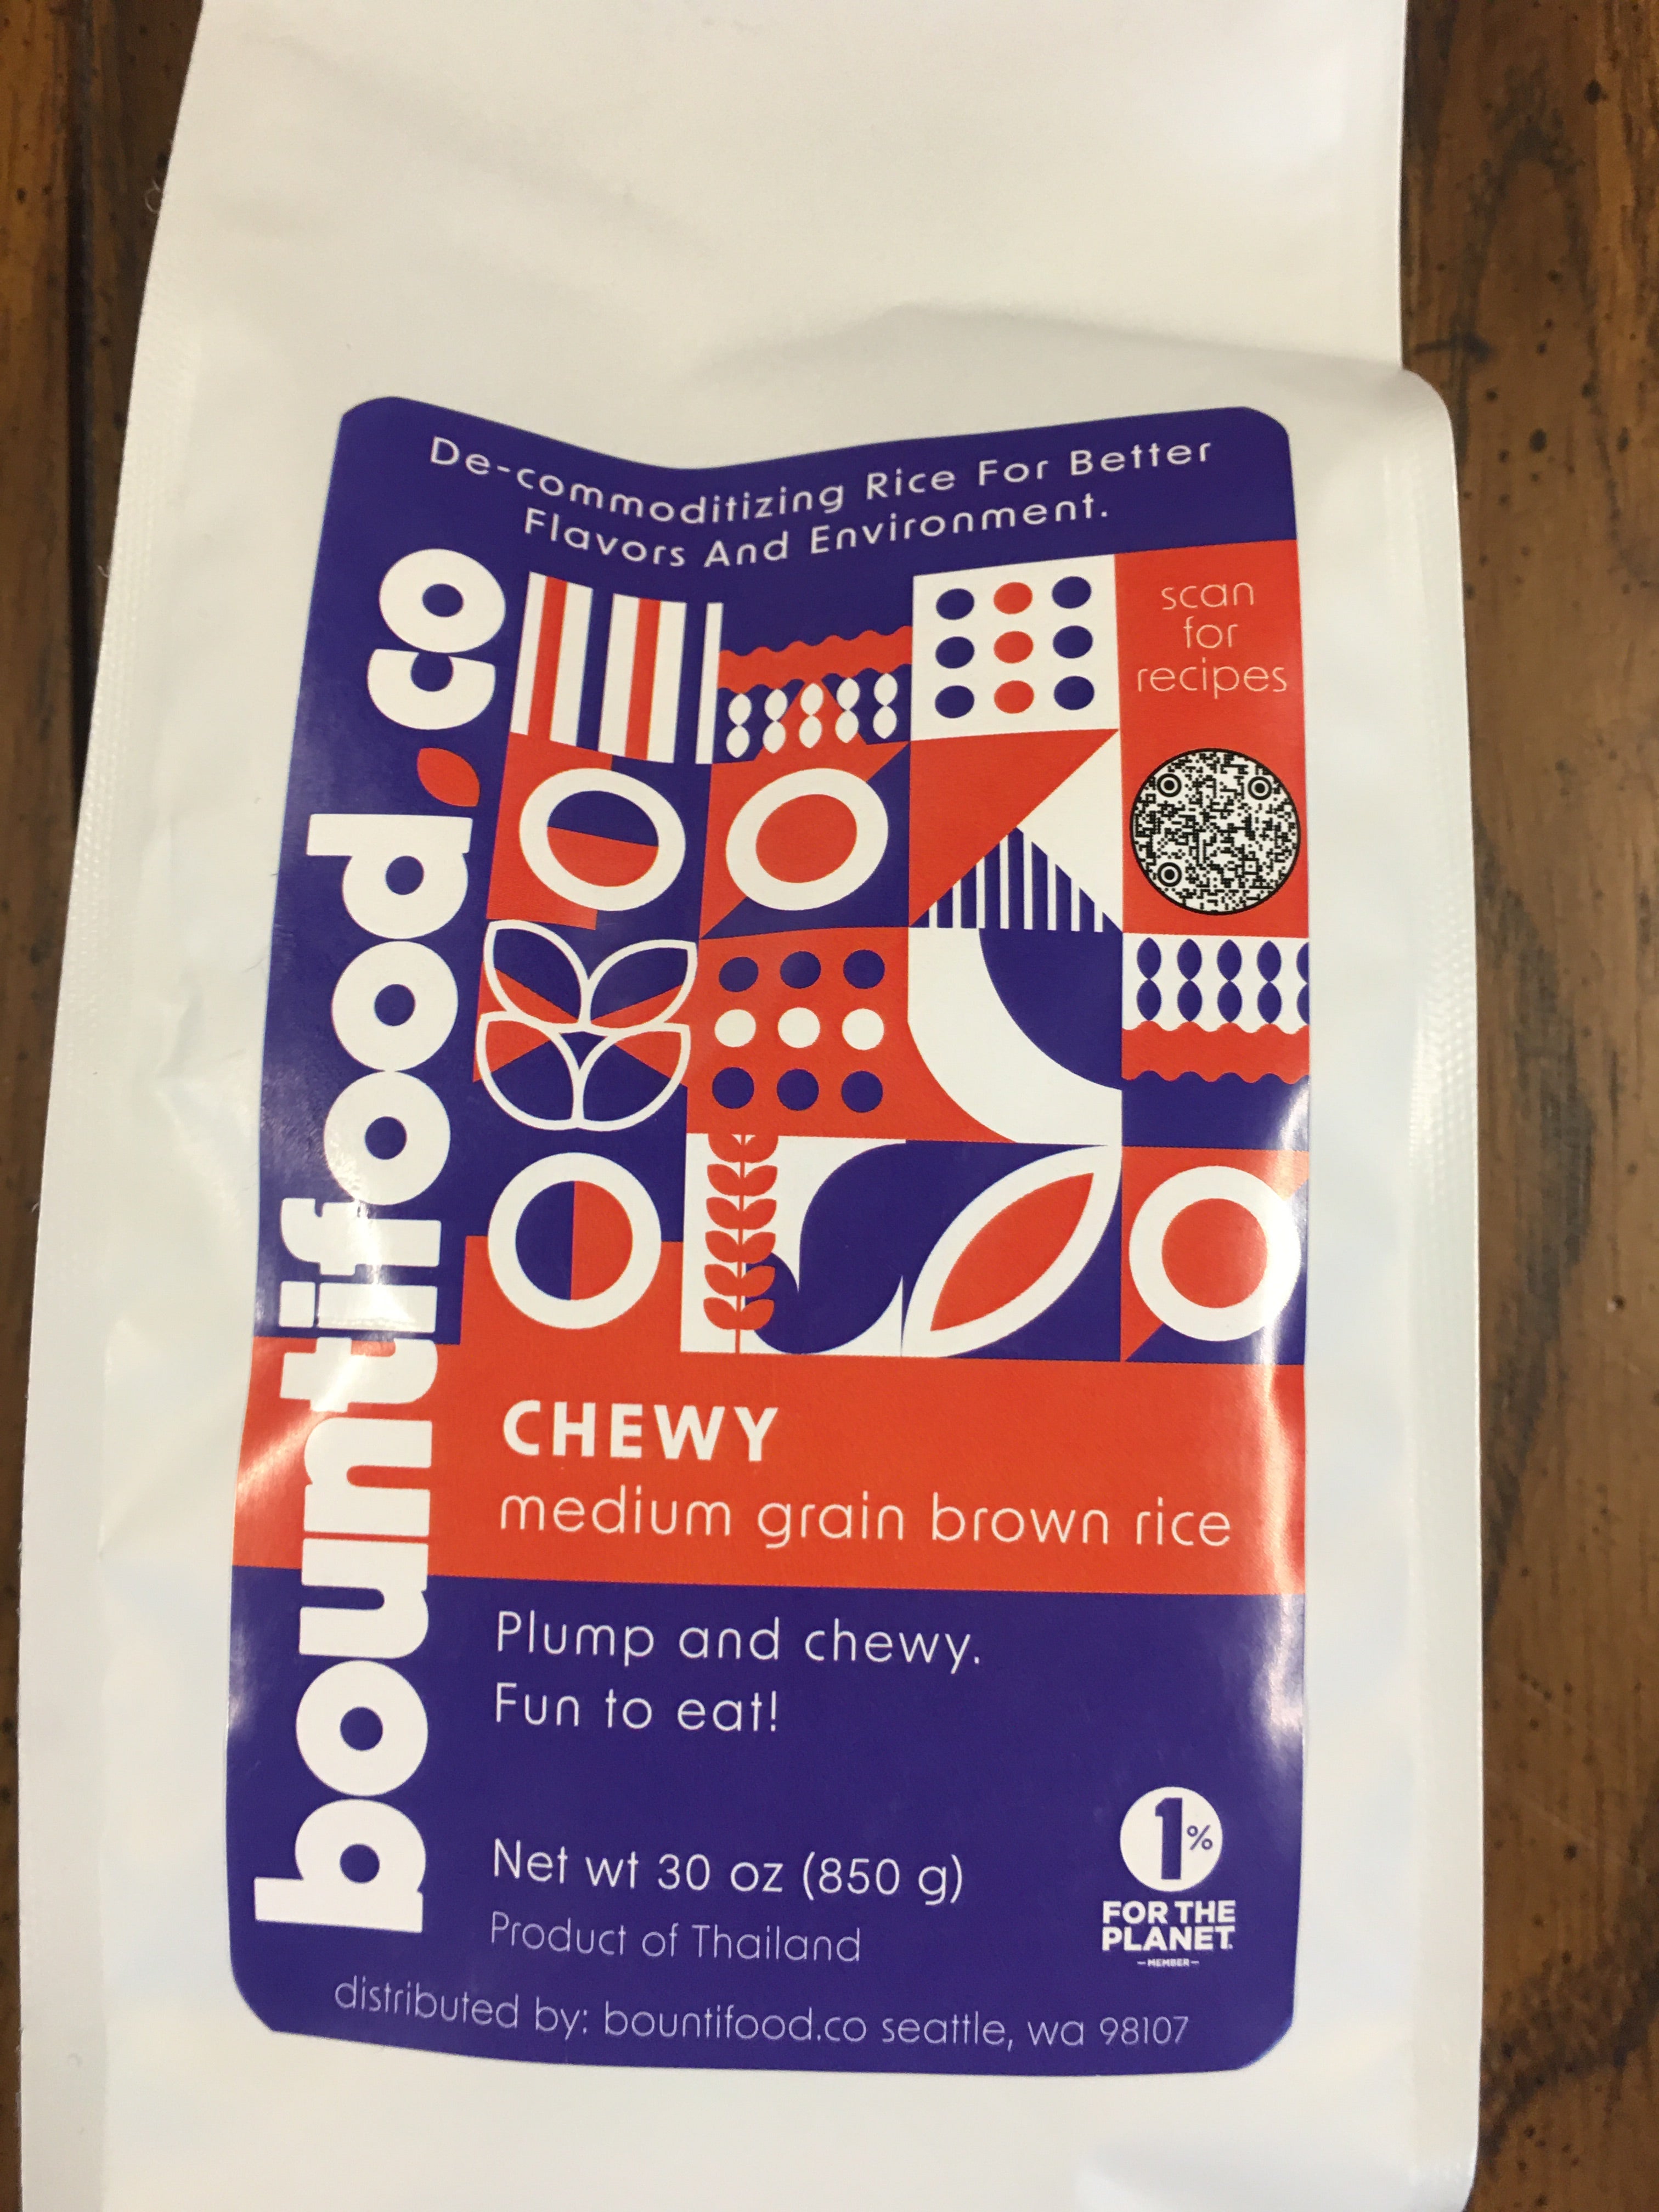 De-commoditizing Rice For Better
Flavors And Environment.
bountifood.co
scan
for
recipes
CHEWY
medium grain brown rice
Plump and chewy.
Fun to eat!
Net wt 30 oz (850 g)
Product of Thailand
1%
FOR THE
PLANET.
MEMBER
distributed by: bountifood.co seattle, wa 98107